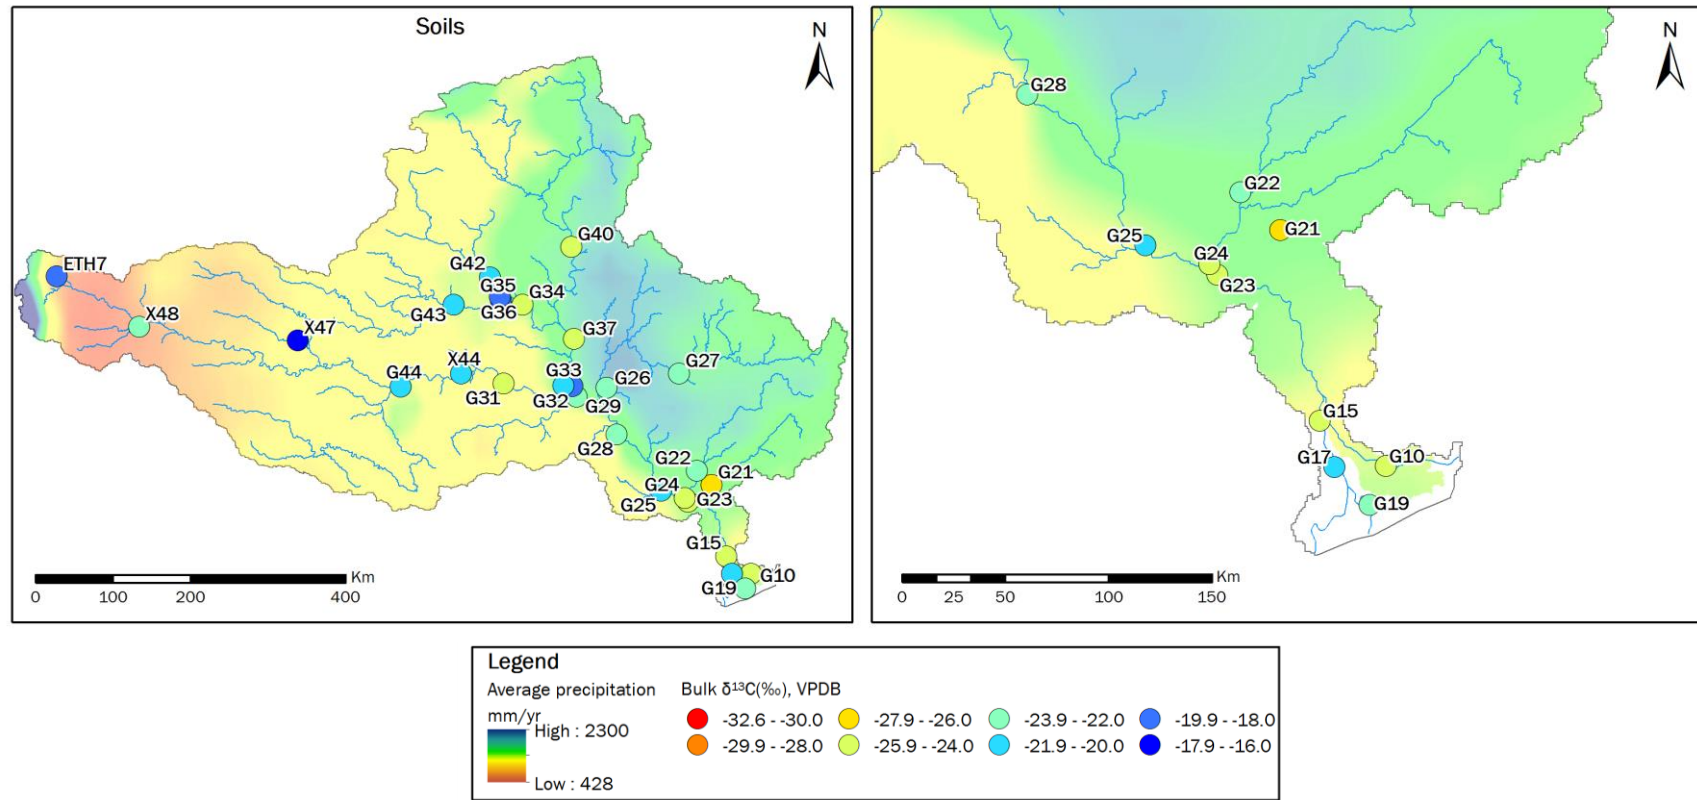 Soils
N
ETH7
X48
X47
G40
G42
G35
G34
G43
G36
G37
X44
G44
G31
G33
G32
G26
G27
G29
G28
G22
G21
G24
G23
G25
G15
G10
G19
Km
0 100 200 400
N
G28
G22
G21
G25
G24
G23
G15
G17
G10
G19
Km
0 25 50 100 150
Legend
Average precipitation
mm/yr
High : 2300
Low : 428
Bulk δ¹³C(‰), VPDB
-32.6 - -30.0
-29.9 - -28.0
-27.9 - -26.0
-25.9 - -24.0
-23.9 - -22.0
-21.9 - -20.0
-19.9 - -18.0
-17.9 - -16.0